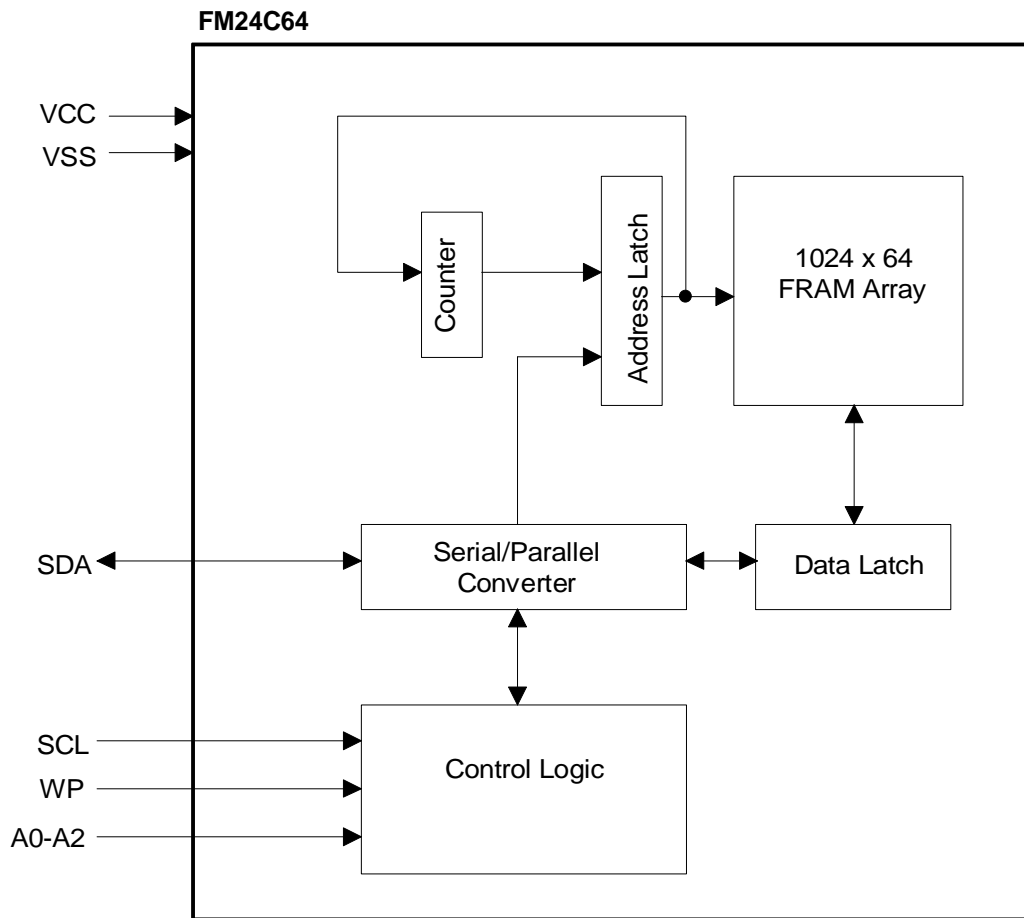 FM24C64
VCC
VSS
Counter
Address Latch
1024 x 64
FRAM Array
SDA
Serial/Parallel
Converter
Data Latch
SCL
WP
A0-A2
Control Logic